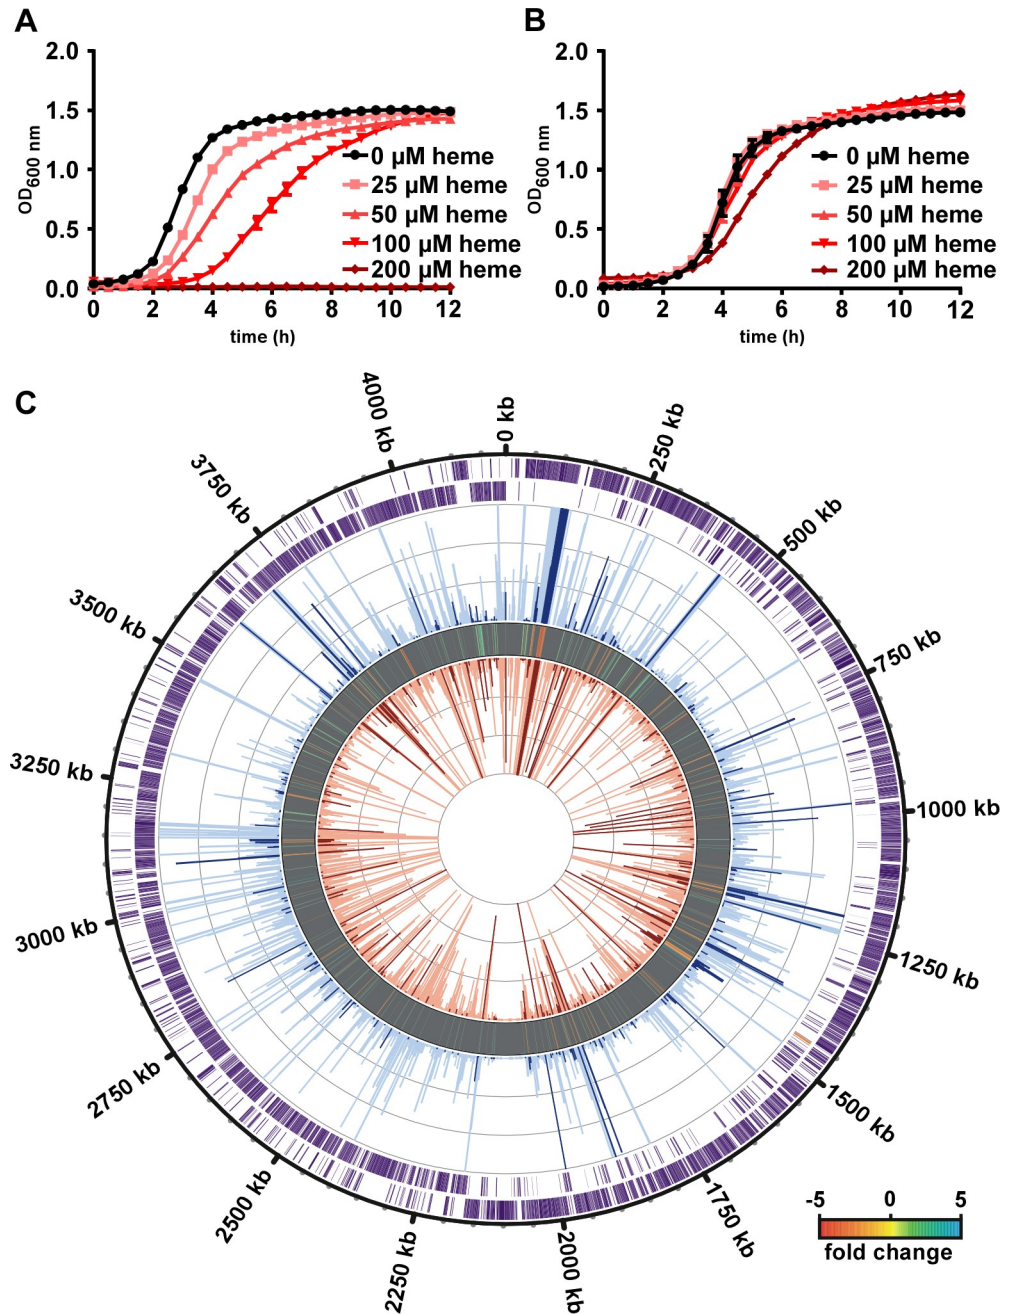 A
2.0
1.5
1.0
0.5
0.0
OD600 nm
0 2 4 6 8 10 12
time (h)
0 µM heme
25 µM heme
50 µM heme
100 µM heme
200 µM heme
B
2.0
1.5
1.0
0.5
0.0
OD600 nm
0 2 4 6 8 10 12
time (h)
0 µM heme
25 µM heme
50 µM heme
100 µM heme
200 µM heme
C
0 kb
250 kb
500 kb
750 kb
1000 kb
1250 kb
1500 kb
1750 kb
2000 kb
2250 kb
2500 kb
2750 kb
3000 kb
3250 kb
3500 kb
3750 kb
4000 kb
-5 0 5
fold change